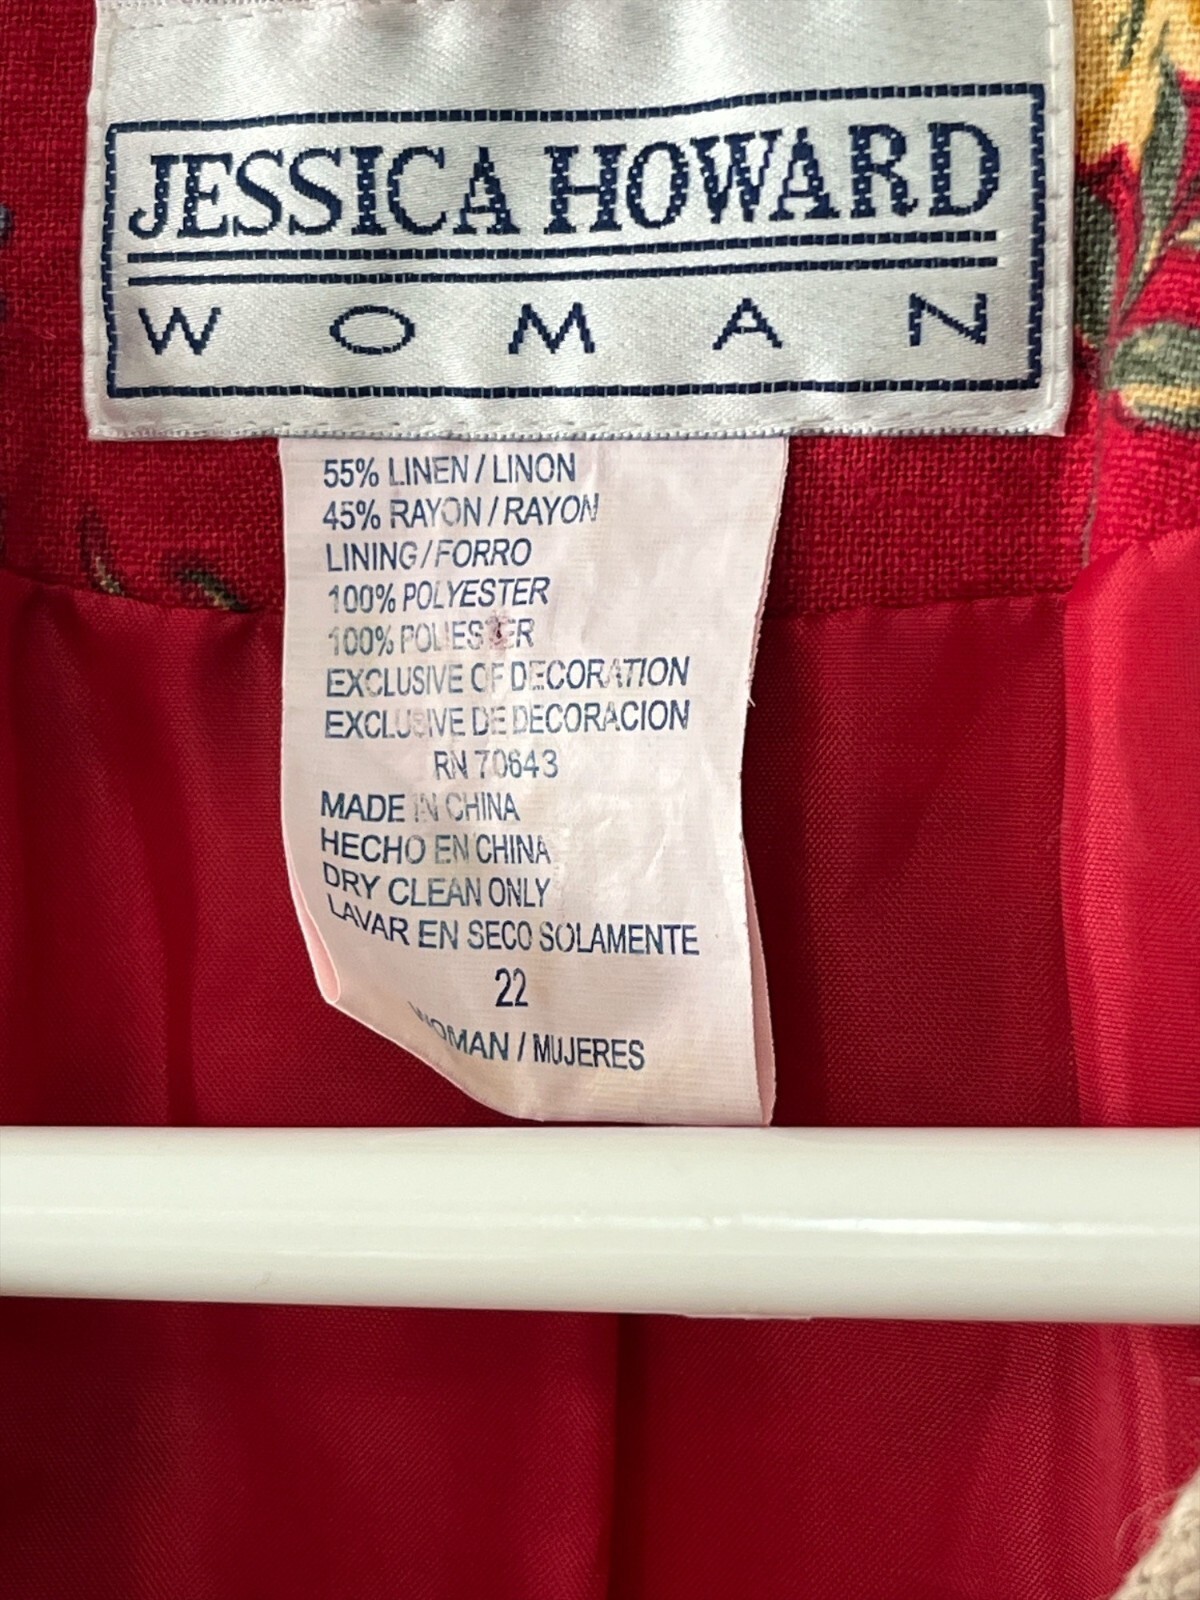 JESSICA HOWARD
WOMAN
55% LINEN / LINON
45% RAYON / RAYON
LINING / FORRO
100% POLYESTER
100% POLIESTER
EXCLUSIVE OF DECORATION
EXCLUSIVE DE DECORACION
RN 70643
MADE IN CHINA
HECHO EN CHINA
DRY CLEAN ONLY
LAVAR EN SECO SOLAMENTE
22
WOMAN / MUJERES